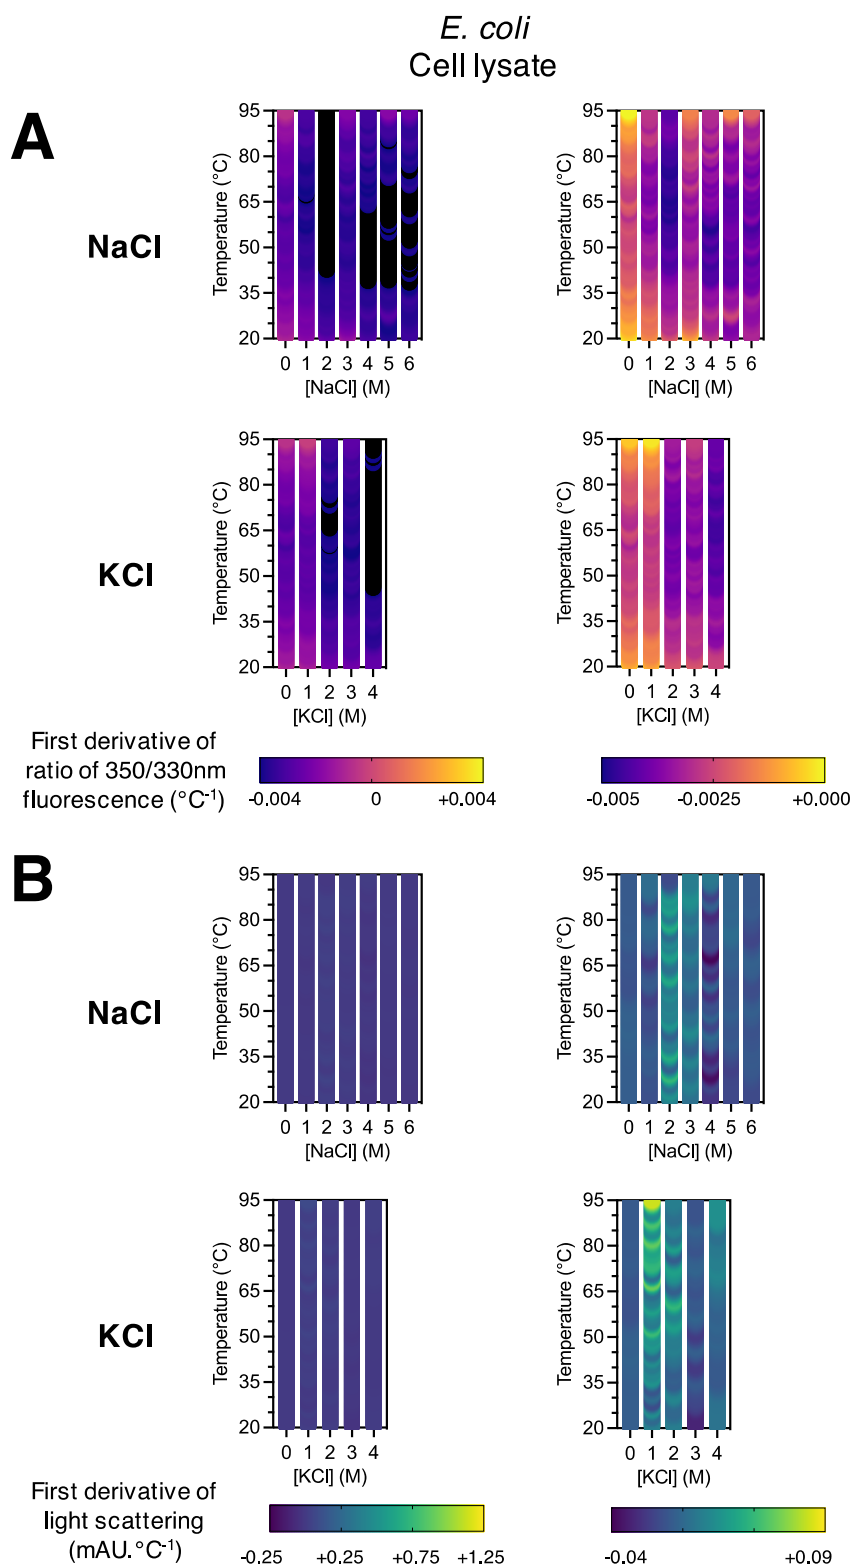 E. coli
Cell lysate
A
NaCl
Temperature (°C)
95
80
65
50
35
20
0 1 2 3 4 5 6
[NaCl] (M)
Temperature (°C)
95
80
65
50
35
20
0 1 2 3 4 5 6
[NaCl] (M)
KCl
Temperature (°C)
95
80
65
50
35
20
0 1 2 3 4
[KCl] (M)
Temperature (°C)
95
80
65
50
35
20
0 1 2 3 4
[KCl] (M)
First derivative of
ratio of 350/330nm
fluorescence (°C⁻¹)
-0.004 0 +0.004
-0.005 -0.0025 +0.000
B
NaCl
Temperature (°C)
95
80
65
50
35
20
0 1 2 3 4 5 6
[NaCl] (M)
Temperature (°C)
95
80
65
50
35
20
0 1 2 3 4 5 6
[NaCl] (M)
KCl
Temperature (°C)
95
80
65
50
35
20
0 1 2 3 4
[KCl] (M)
Temperature (°C)
95
80
65
50
35
20
0 1 2 3 4
[KCl] (M)
First derivative of
light scattering
(mAU.°C⁻¹)
-0.25 +0.25 +0.75 +1.25
-0.04 +0.09